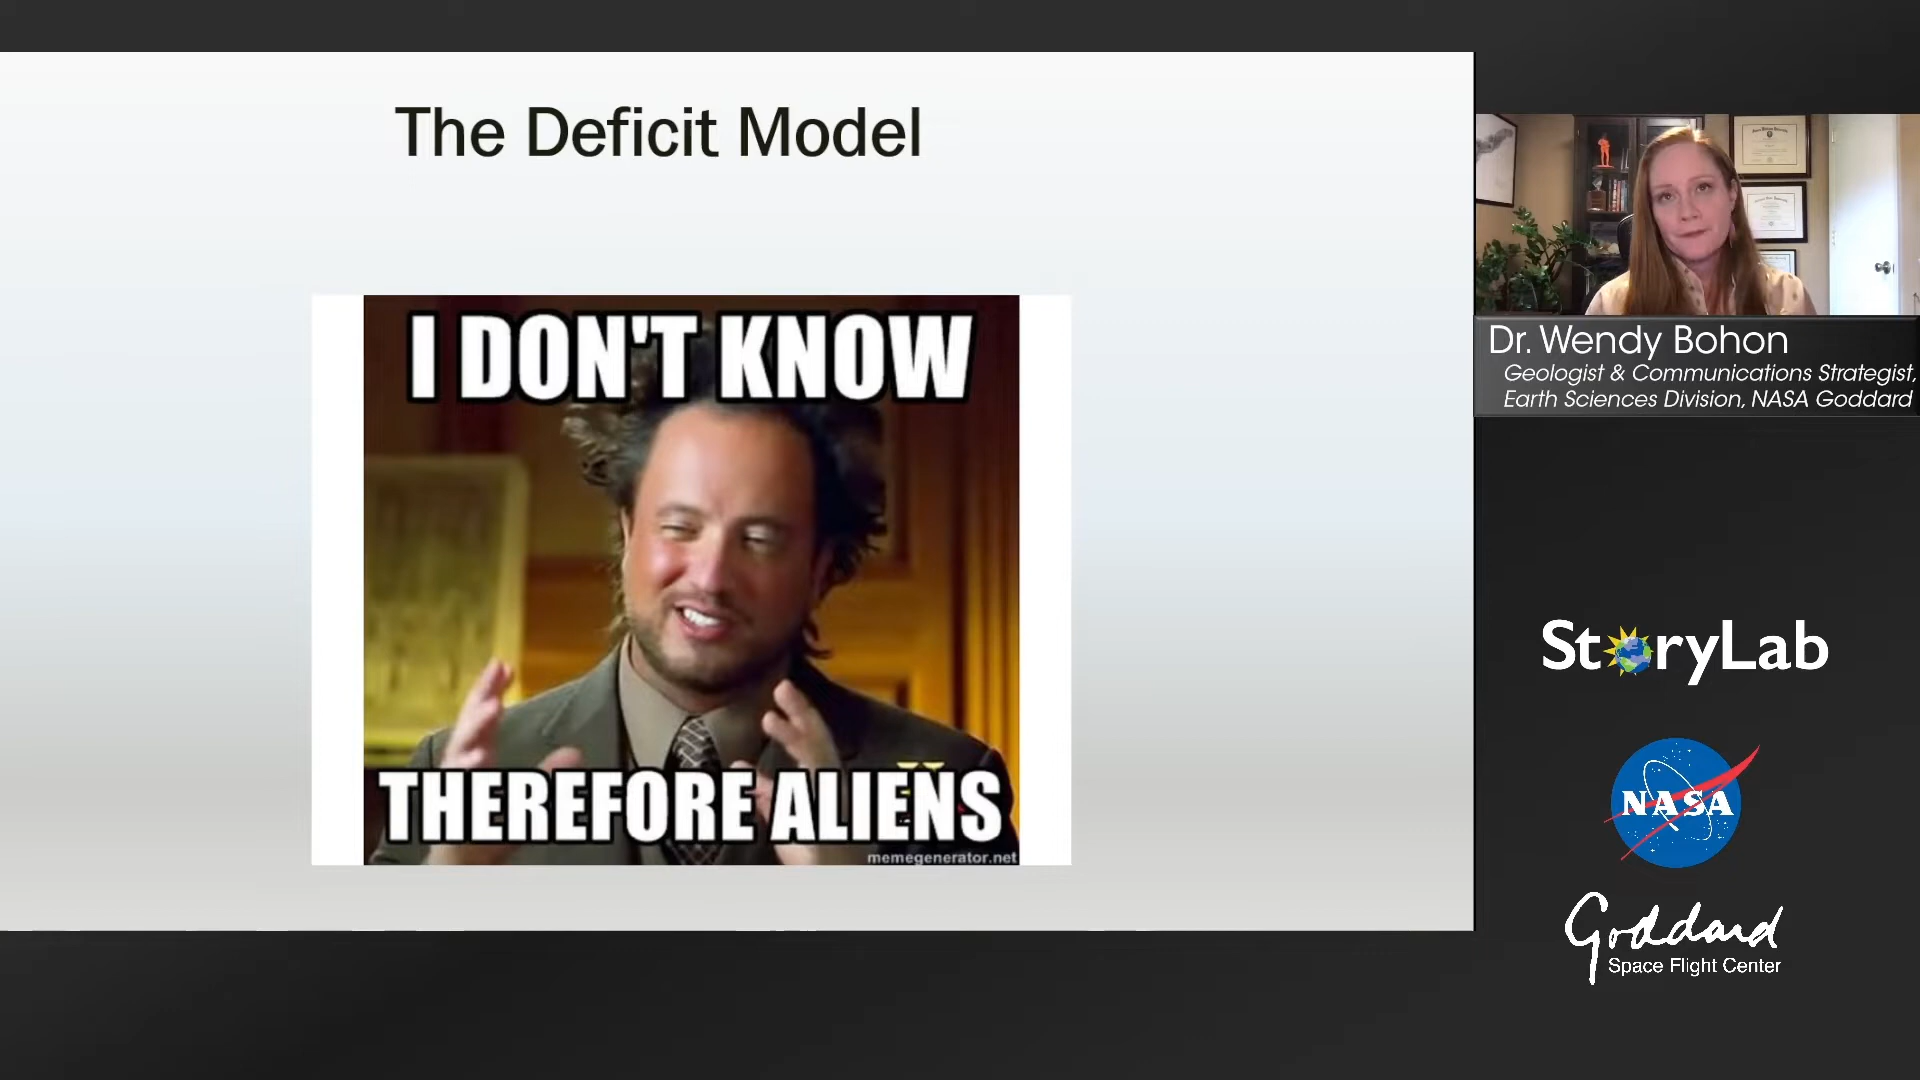 The Deficit Model
I DON'T KNOW
THEREFORE ALIENS
memegenerator.net
Dr. Wendy Bohon
Geologist & Communications Strategist,
Earth Sciences Division, NASA Goddard
StoryLab
NASA
Goddard
Space Flight Center